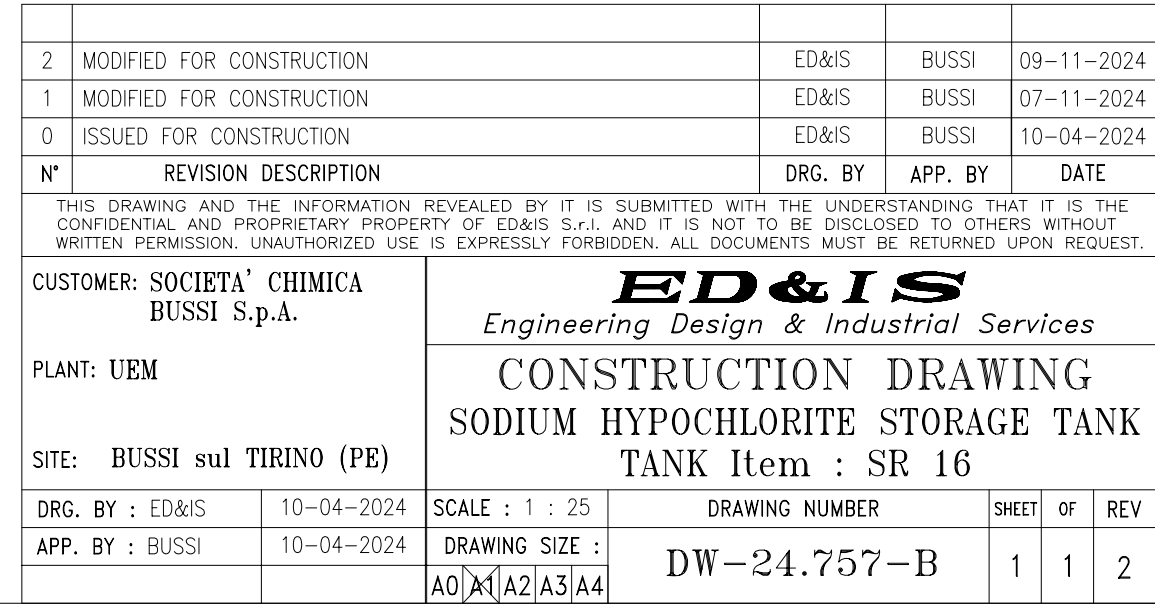 2 MODIFIED FOR CONSTRUCTION ED&IS BUSSI 09-11-2024
1 MODIFIED FOR CONSTRUCTION ED&IS BUSSI 07-11-2024
0 ISSUED FOR CONSTRUCTION ED&IS BUSSI 10-04-2024
N° REVISION DESCRIPTION DRG. BY APP. BY DATE
THIS DRAWING AND THE INFORMATION REVEALED BY IT IS SUBMITTED WITH THE UNDERSTANDING THAT IT IS THE
CONFIDENTIAL AND PROPRIETARY PROPERTY OF ED&IS S.r.l. AND IT IS NOT TO BE DISCLOSED TO OTHERS WITHOUT
WRITTEN PERMISSION. UNAUTHORIZED USE IS EXPRESSLY FORBIDDEN. ALL DOCUMENTS MUST BE RETURNED UPON REQUEST.
CUSTOMER: SOCIETA' CHIMICA
BUSSI S.p.A.
PLANT: UEM
SITE: BUSSI sul TIRINO (PE)
ED&IS
Engineering Design & Industrial Services
CONSTRUCTION DRAWING
SODIUM HYPOCHLORITE STORAGE TANK
TANK Item : SR 16
DRG. BY : ED&IS 10-04-2024
APP. BY : BUSSI 10-04-2024
SCALE : 1 : 25
DRAWING SIZE :
A0 A1 A2 A3 A4
DRAWING NUMBER
DW-24.757-B
SHEET OF REV
1 1 2